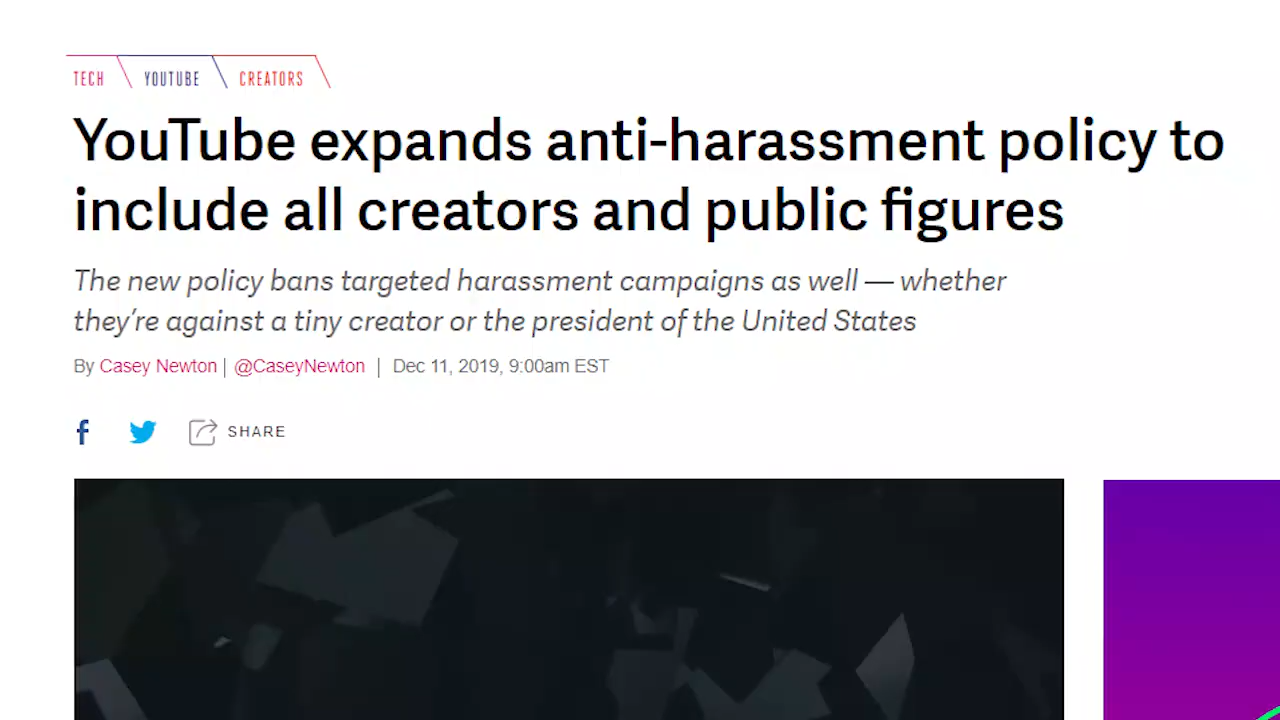 TECH YOUTUBE CREATORS
YouTube expands anti-harassment policy to
include all creators and public figures
The new policy bans targeted harassment campaigns as well — whether
they're against a tiny creator or the president of the United States
By Casey Newton | @CaseyNewton | Dec 11, 2019, 9:00am EST
SHARE